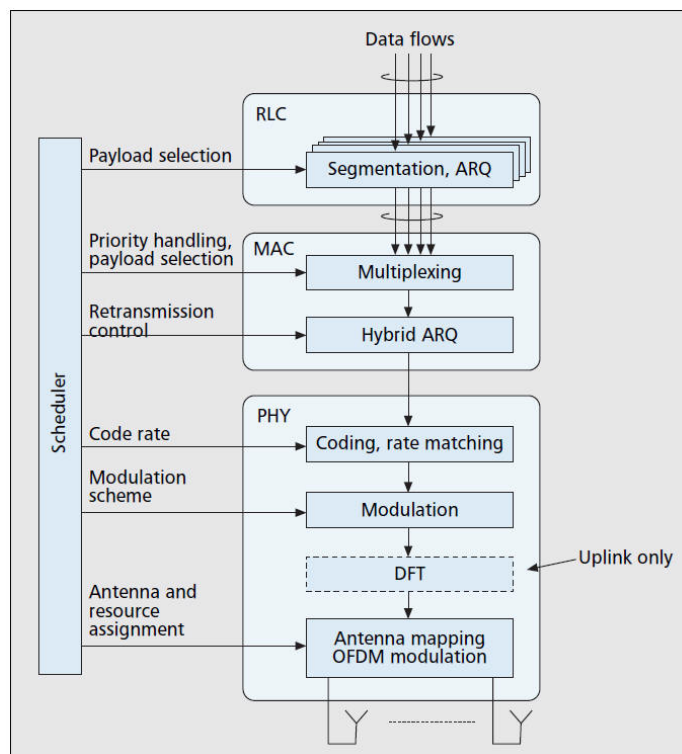 Data flows
RLC
Payload selection
Segmentation, ARQ
Priority handling,
payload selection
MAC
Multiplexing
Retransmission
control
Hybrid ARQ
Scheduler
PHY
Code rate
Coding, rate matching
Modulation
scheme
Modulation
Uplink only
DFT
Antenna and
resource
assignment
Antenna mapping
OFDM modulation